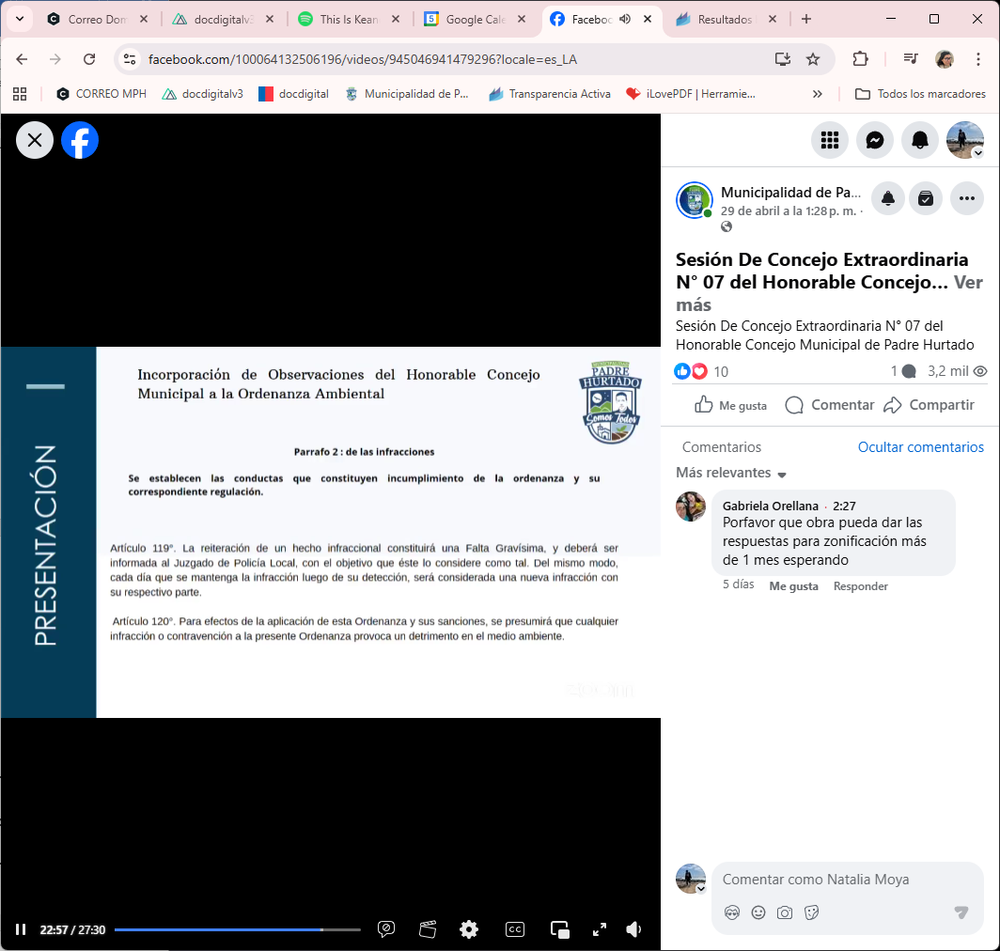 Correo Dom
docdigitalv3
This Is Kean
5
Google Cale
Facebo
Resultados
facebook.com/100064132506196/videos/945046941479296?locale=es_LA
CORREO MPH
docdigitalv3
docdigital
Municipalidad de P...
Transparencia Activa
iLovePDF | Herramie...
Todos los marcadores
PRESENTACIÓN
Incorporación de Observaciones del Honorable Concejo
Municipal a la Ordenanza Ambiental
MUNICIPALIDAD
PADRE
HURTADO
Somos Todos
Parrafo 2 : de las infracciones
Se establecen las conductas que constituyen incumplimiento de la ordenanza y su
correspondiente regulación.
Artículo 119°. La reiteración de un hecho infraccional constituirá una Falta Gravísima, y deberá ser
informada al Juzgado de Policía Local, con el objetivo que éste lo considere como tal. Del mismo modo,
cada día que se mantenga la infracción luego de su detección, será considerada una nueva infracción con
su respectivo parte.
Artículo 120°. Para efectos de la aplicación de esta Ordenanza y sus sanciones, se presumirá que cualquier
infracción o contravención a la presente Ordenanza provoca un detrimento en el medio ambiente.
22:57 / 27:30
CC
Municipalidad de Pa...
29 de abril a la 1:28 p. m. ·
Sesión De Concejo Extraordinaria
N° 07 del Honorable Concejo... Ver
más
Sesión De Concejo Extraordinaria N° 07 del
Honorable Concejo Municipal de Padre Hurtado
10
1
3,2 mil
Me gusta
Comentar
Compartir
Comentarios
Ocultar comentarios
Más relevantes
Gabriela Orellana · 2:27
Porfavor que obra pueda dar las
respuestas para zonificación más
de 1 mes esperando
5 días
Me gusta
Responder
Comentar como Natalia Moya